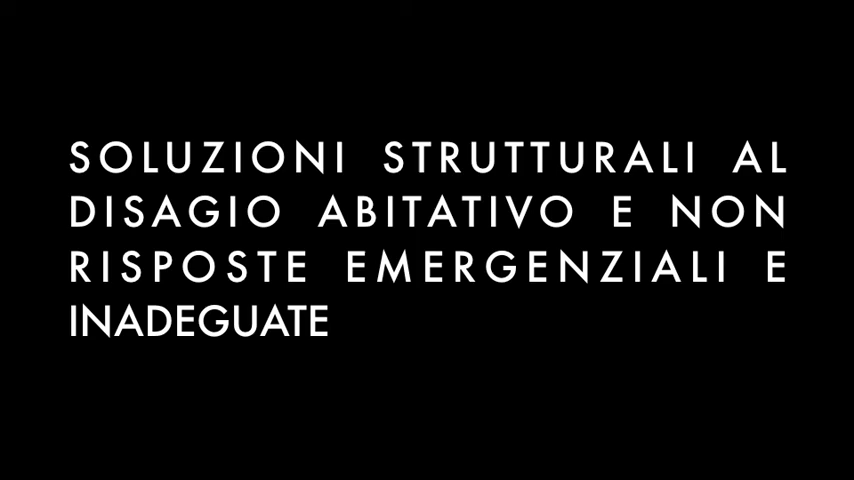 SOLUZIONI STRUTTURALI AL
DISAGIO ABITATIVO E NON
RISPOSTE EMERGENZIALI E
INADEGUATE